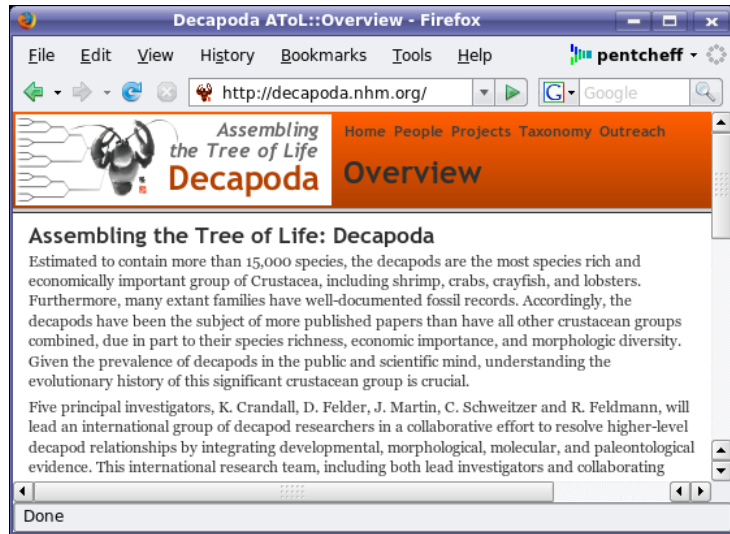 Decapoda AToL::Overview - Firefox
File Edit View History Bookmarks Tools Help pentcheff
http://decapoda.nhm.org/ G Google
Assembling
the Tree of Life
Decapoda
Home People Projects Taxonomy Outreach
Overview
Assembling the Tree of Life: Decapoda
Estimated to contain more than 15,000 species, the decapods are the most species rich and
economically important group of Crustacea, including shrimp, crabs, crayfish, and lobsters.
Furthermore, many extant families have well-documented fossil records. Accordingly, the
decapods have been the subject of more published papers than have all other crustacean groups
combined, due in part to their species richness, economic importance, and morphologic diversity.
Given the prevalence of decapods in the public and scientific mind, understanding the
evolutionary history of this significant crustacean group is crucial.
Five principal investigators, K. Crandall, D. Felder, J. Martin, C. Schweitzer and R. Feldmann, will
lead an international group of decapod researchers in a collaborative effort to resolve higher-level
decapod relationships by integrating developmental, morphological, molecular, and paleontological
evidence. This international research team, including both lead investigators and collaborating
Done